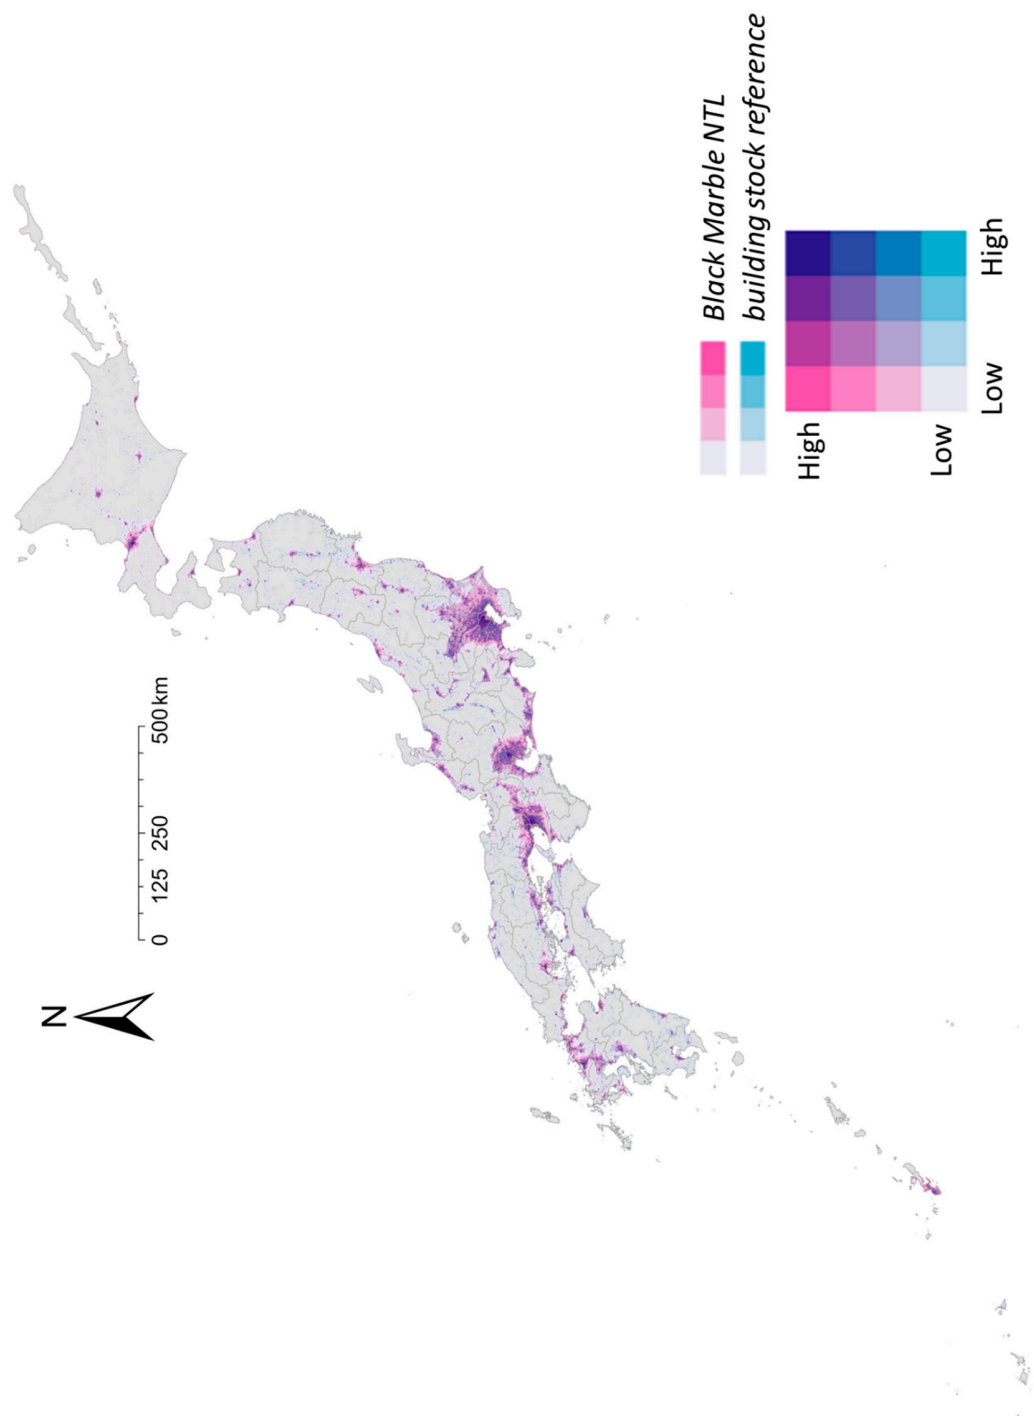 N
0 125 250 500 km
Black Marble NTL
building stock reference
High
Low
Low High